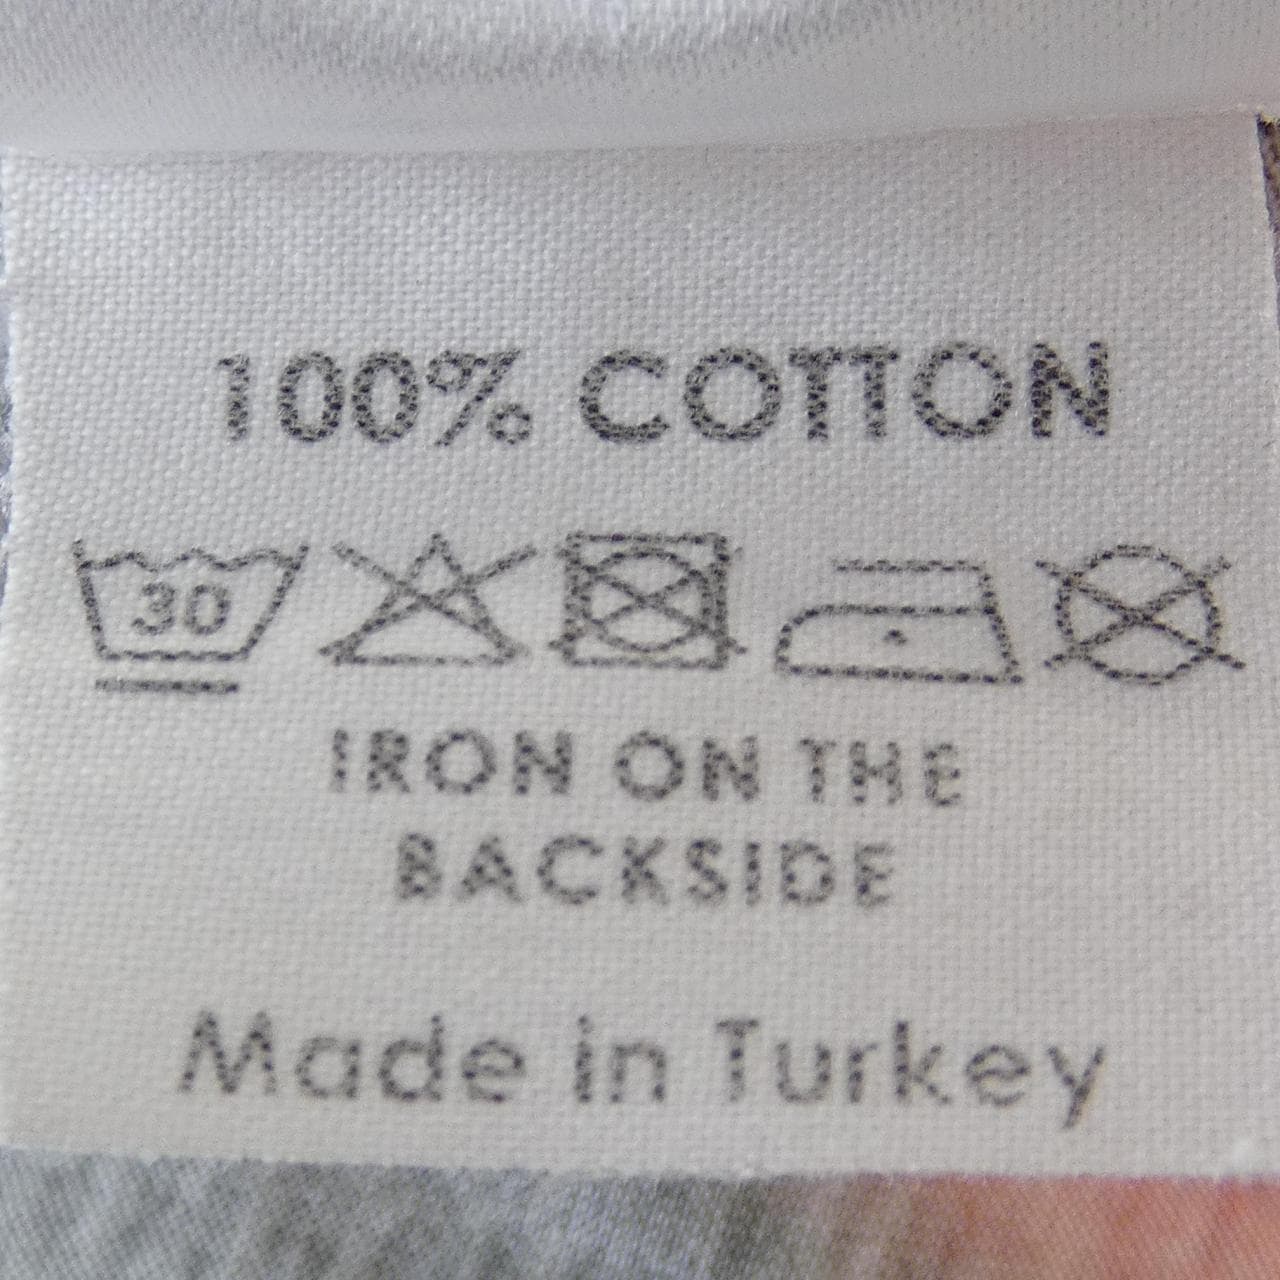 100% COTTON
30
IRON ON THE
BACKSIDE
Made in Turkey